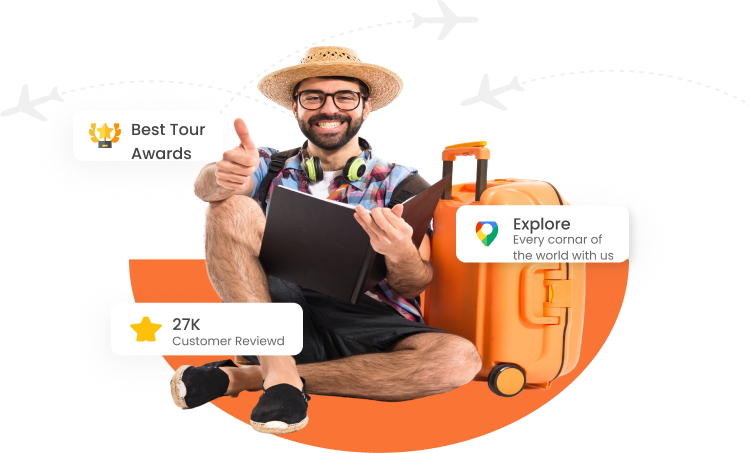 Best Tour
Awards
Explore
Every cornar of
the world with us
27K
Customer Reviewd